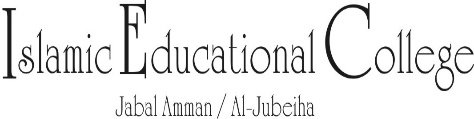 Islamic Educational College
Jabal Amman / Al-Jubeiha